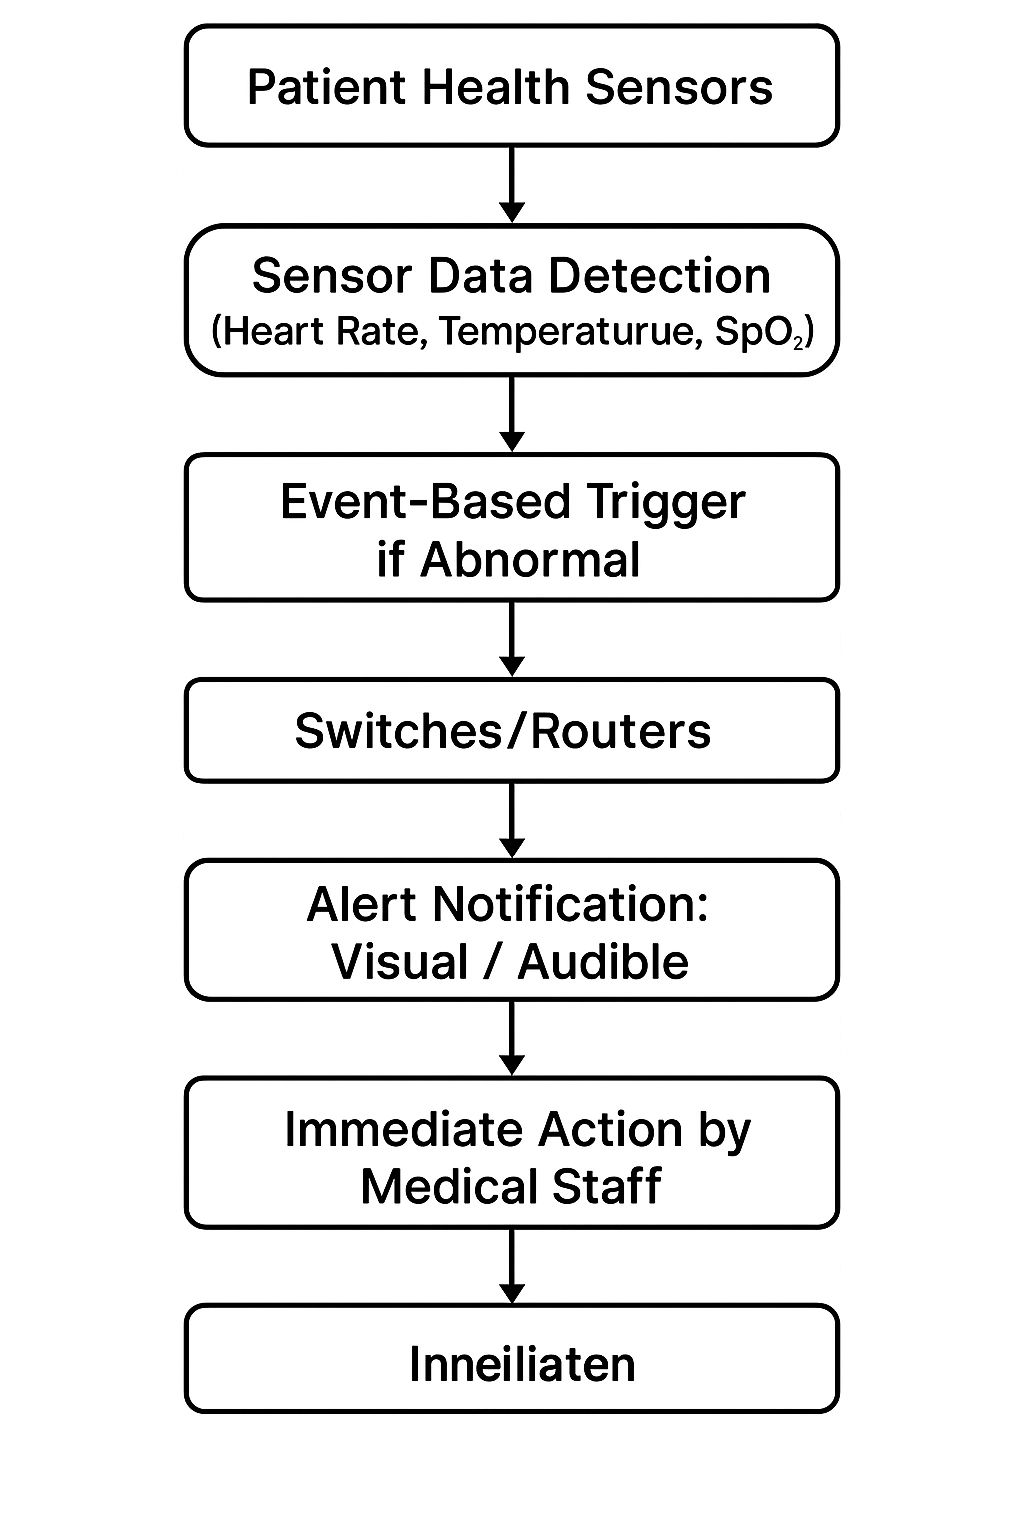 Patient Health Sensors
Sensor Data Detection
(Heart Rate, Temperaturue, SpO₂)
Event-Based Trigger
if Abnormal
Switches/Routers
Alert Notification:
Visual / Audible
Immediate Action by
Medical Staff
Inneiliaten